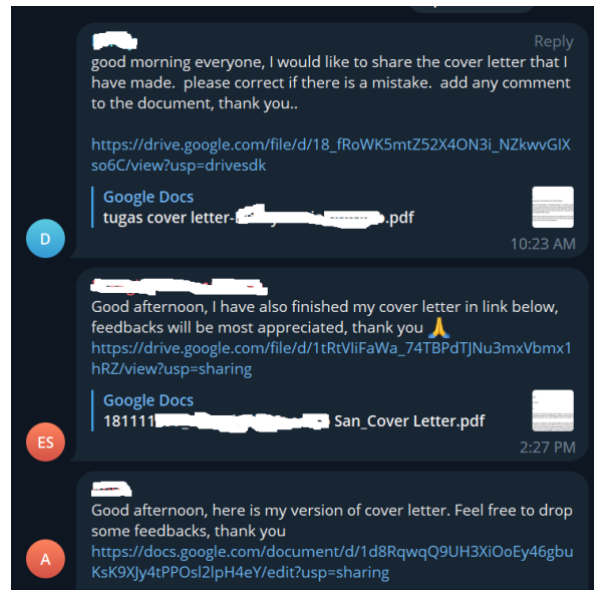 Reply
good morning everyone, I would like to share the cover letter that I
have made.  please correct if there is a mistake.  add any comment
to the document, thank you..
https://drive.google.com/file/d/18_fRoWK5mtZ52X4ON3i_NZkwvGIX
so6C/view?usp=drivesdk
Google Docs
tugas cover letter-
.pdf
D
10:23 AM
Good afternoon, I have also finished my cover letter in link below,
feedbacks will be most appreciated, thank you 🙏
https://drive.google.com/file/d/1tRtVIiFaWa_74TBPdTJNu3mxVbmx1
hRZ/view?usp=sharing
Google Docs
181111 San_Cover Letter.pdf
ES
2:27 PM
Good afternoon, here is my version of cover letter. Feel free to drop
some feedbacks, thank you
A
https://docs.google.com/document/d/1d8RqwqQ9UH3XiOoEy46gbu
KsK9XJy4tPPOsl2lpH4eY/edit?usp=sharing